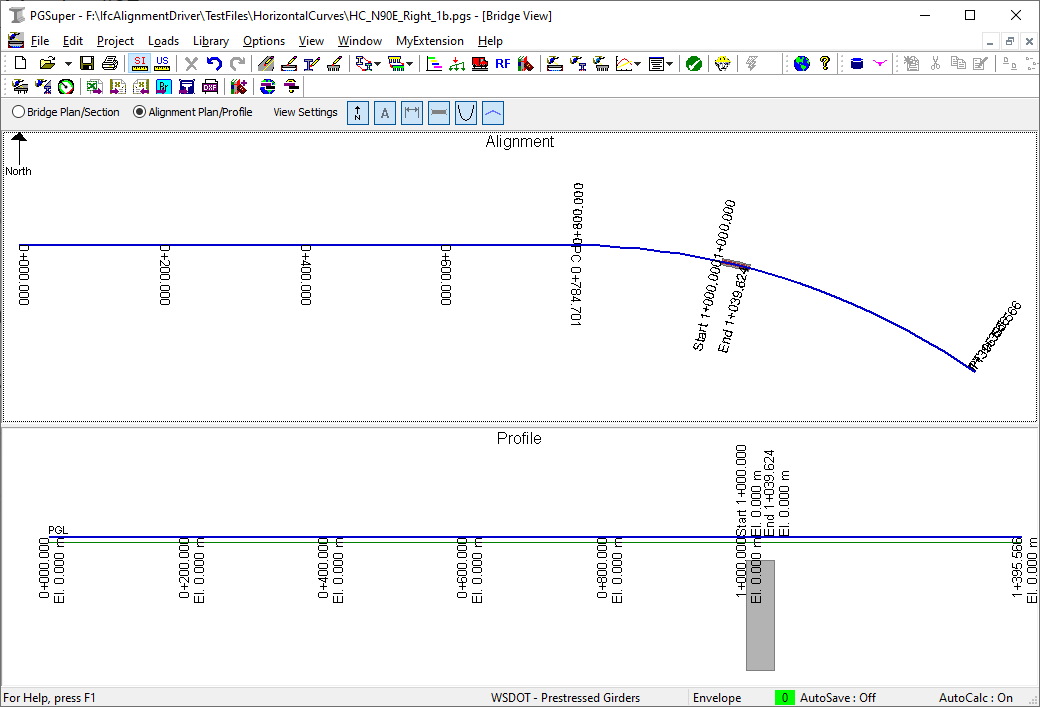 PGSuper - F:\IfcAlignmentDriver\TestFiles\HorizontalCurves\HC_N90E_Right_1b.pgs - [Bridge View]
File Edit Project Loads Library Options View Window MyExtension Help
SI US RF ?
DXF
Bridge Plan/Section Alignment Plan/Profile View Settings N A
Alignment
North
0+000.000
0+200.000
0+400.000
0+600.000
PC 0+784.701
1+000.000
Start 1+000.000
End 1+039.624
Profile
PGL
0+000.000
El. 0.000 m
0+200.000
El. 0.000 m
0+400.000
El. 0.000 m
0+600.000
El. 0.000 m
0+800.000
El. 0.000 m
Start 1+000.000
El. 0.000 m
End 1+039.624
El. 0.000 m
1+000.000
El. 0.000 m
1+395.566
El. 0.000 m
For Help, press F1
WSDOT - Prestressed Girders
Envelope
0
AutoSave : Off
AutoCalc : On